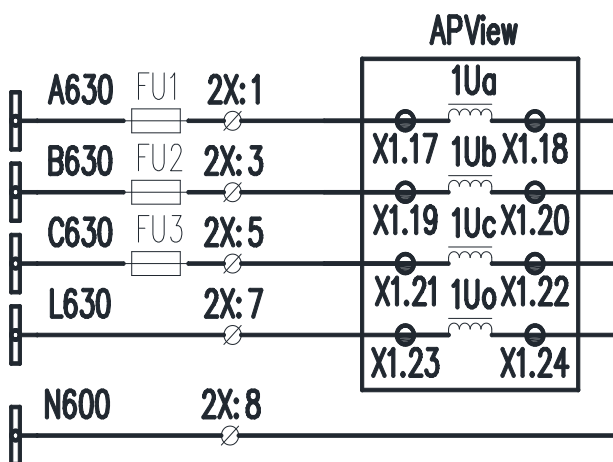 APView
A630 FU1 2X:1 1Ua
X1.17 X1.18
B630 FU2 2X:3 1Ub
X1.19 X1.20
C630 FU3 2X:5 1Uc
X1.21 X1.22
L630 2X:7 1Uo
X1.23 X1.24
N600 2X:8